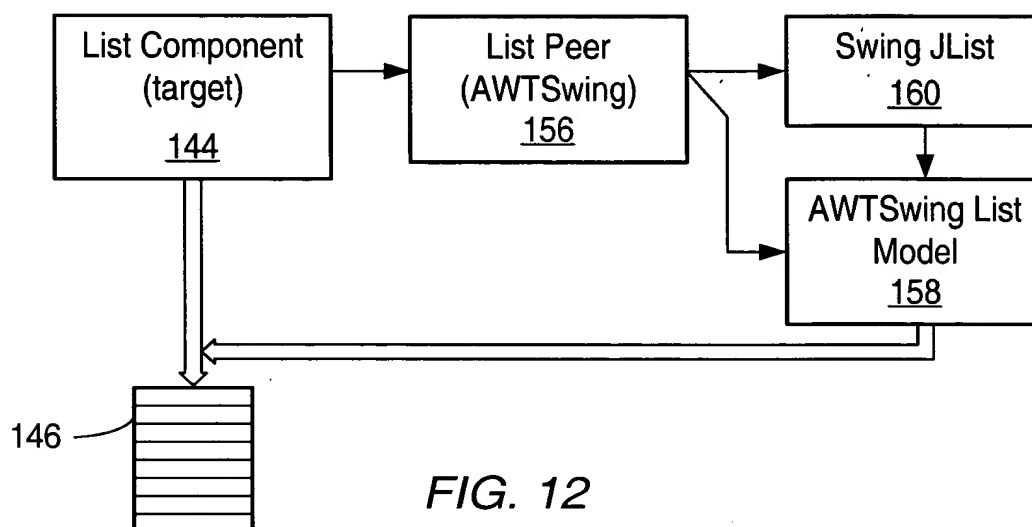 List Component
(target)
144
List Peer
(AWTSwing)
156
Swing JList
160
AWTSwing List
Model
158
146
FIG. 12